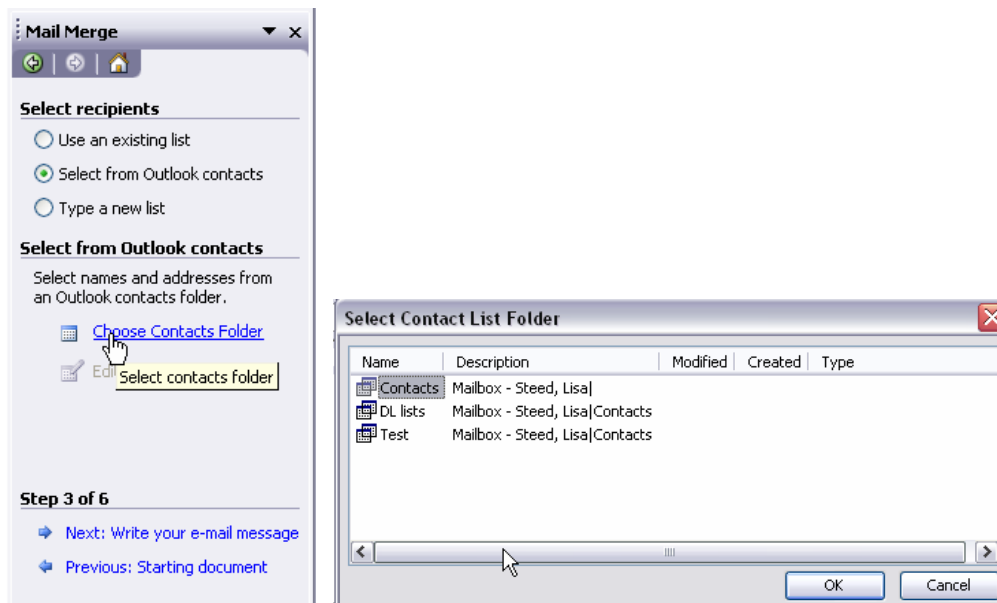 Mail Merge
Select recipients
Use an existing list
Select from Outlook contacts
Type a new list
Select from Outlook contacts
Select names and addresses from
an Outlook contacts folder.
Choose Contacts Folder
Edi
Select contacts folder
Step 3 of 6
Next: Write your e-mail message
Previous: Starting document
Select Contact List Folder
Name Description Modified Created Type
Contacts Mailbox - Steed, Lisa|
DL lists Mailbox - Steed, Lisa|Contacts
Test Mailbox - Steed, Lisa|Contacts
OK Cancel